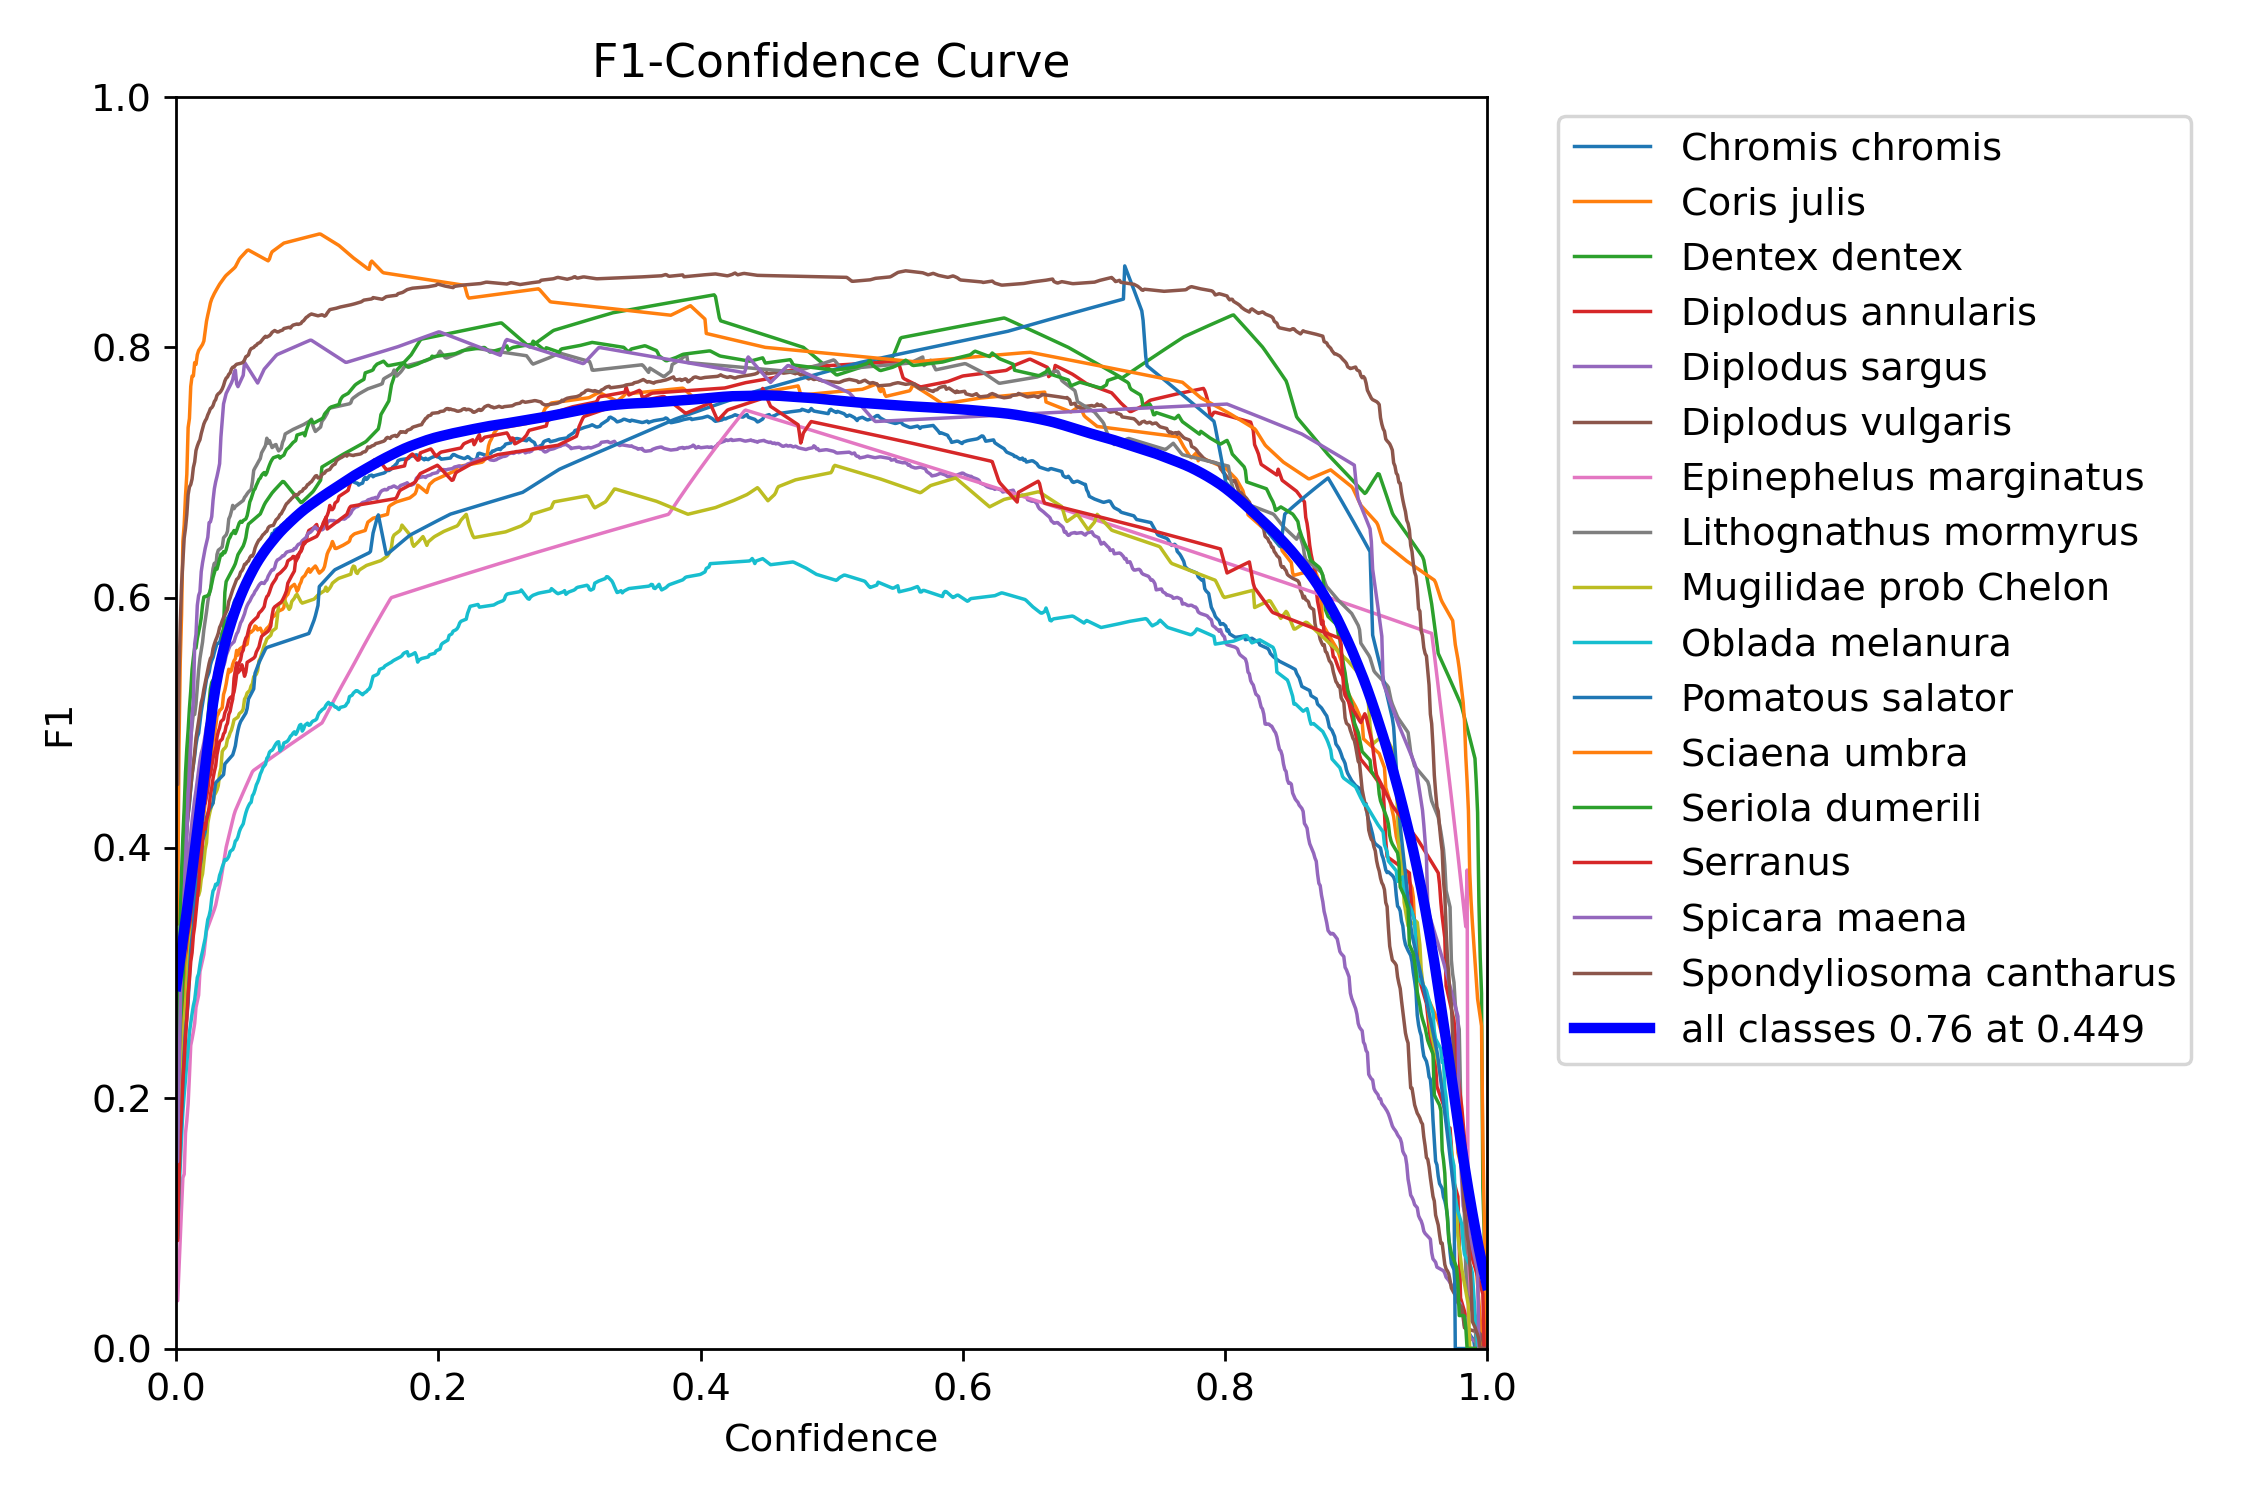 F1-Confidence Curve
1.0
0.8
0.6
0.4
0.2
0.0
F1
0.0 0.2 0.4 0.6 0.8 1.0
Confidence
Chromis chromis
Coris julis
Dentex dentex
Diplodus annularis
Diplodus sargus
Diplodus vulgaris
Epinephelus marginatus
Lithognathus mormyrus
Mugilidae prob Chelon
Oblada melanura
Pomatous salator
Sciaena umbra
Seriola dumerili
Serranus
Spicara maena
Spondyliosoma cantharus
all classes 0.76 at 0.449